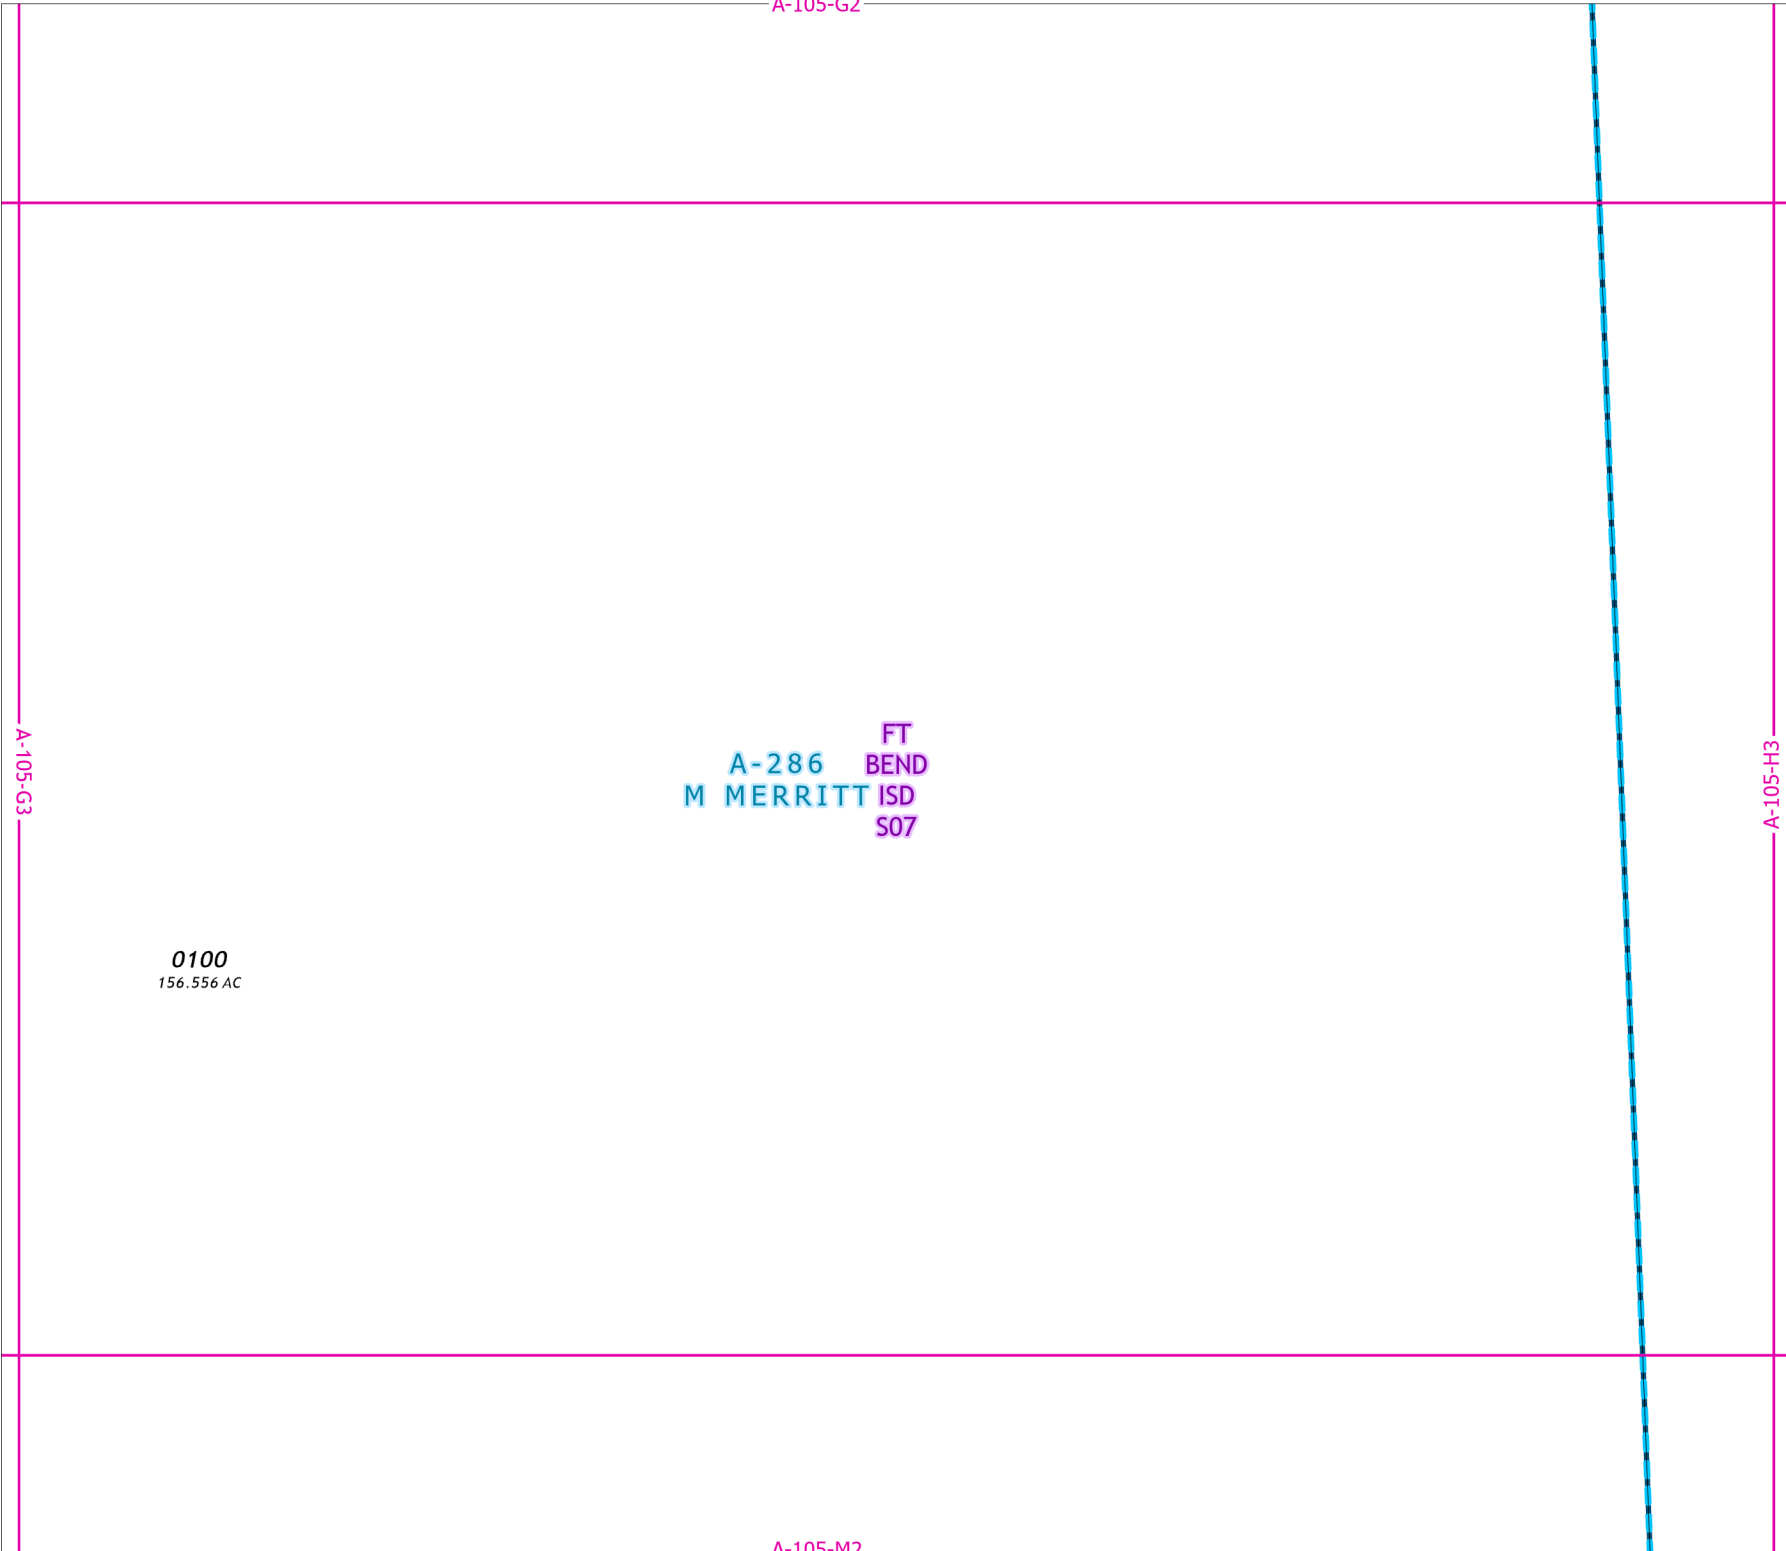 A-105-G2
A-105-G3
FT
BEND
ISD
S07
A-286
M MERRITT
A-105-H3
0100
156.556 AC
A-105-M2